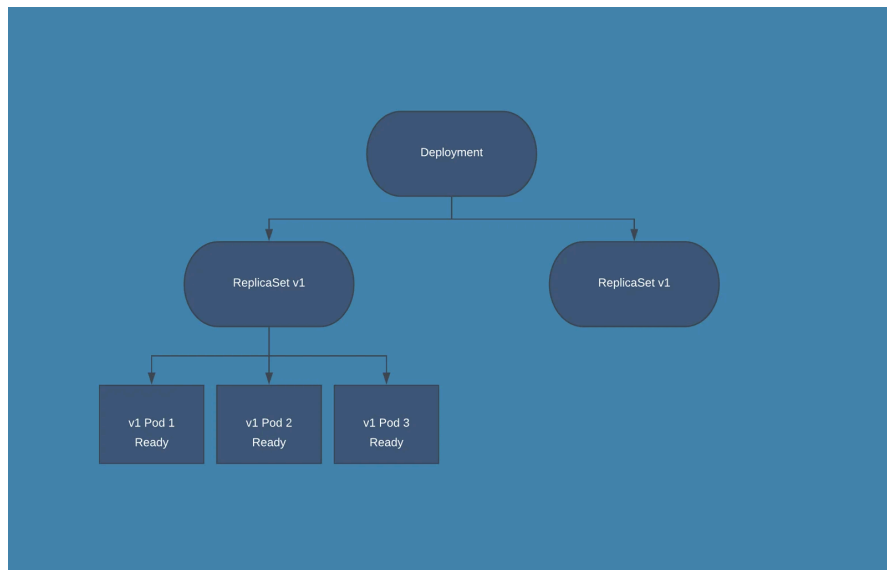 Deployment
ReplicaSet v1
ReplicaSet v1
v1 Pod 1
Ready
v1 Pod 2
Ready
v1 Pod 3
Ready